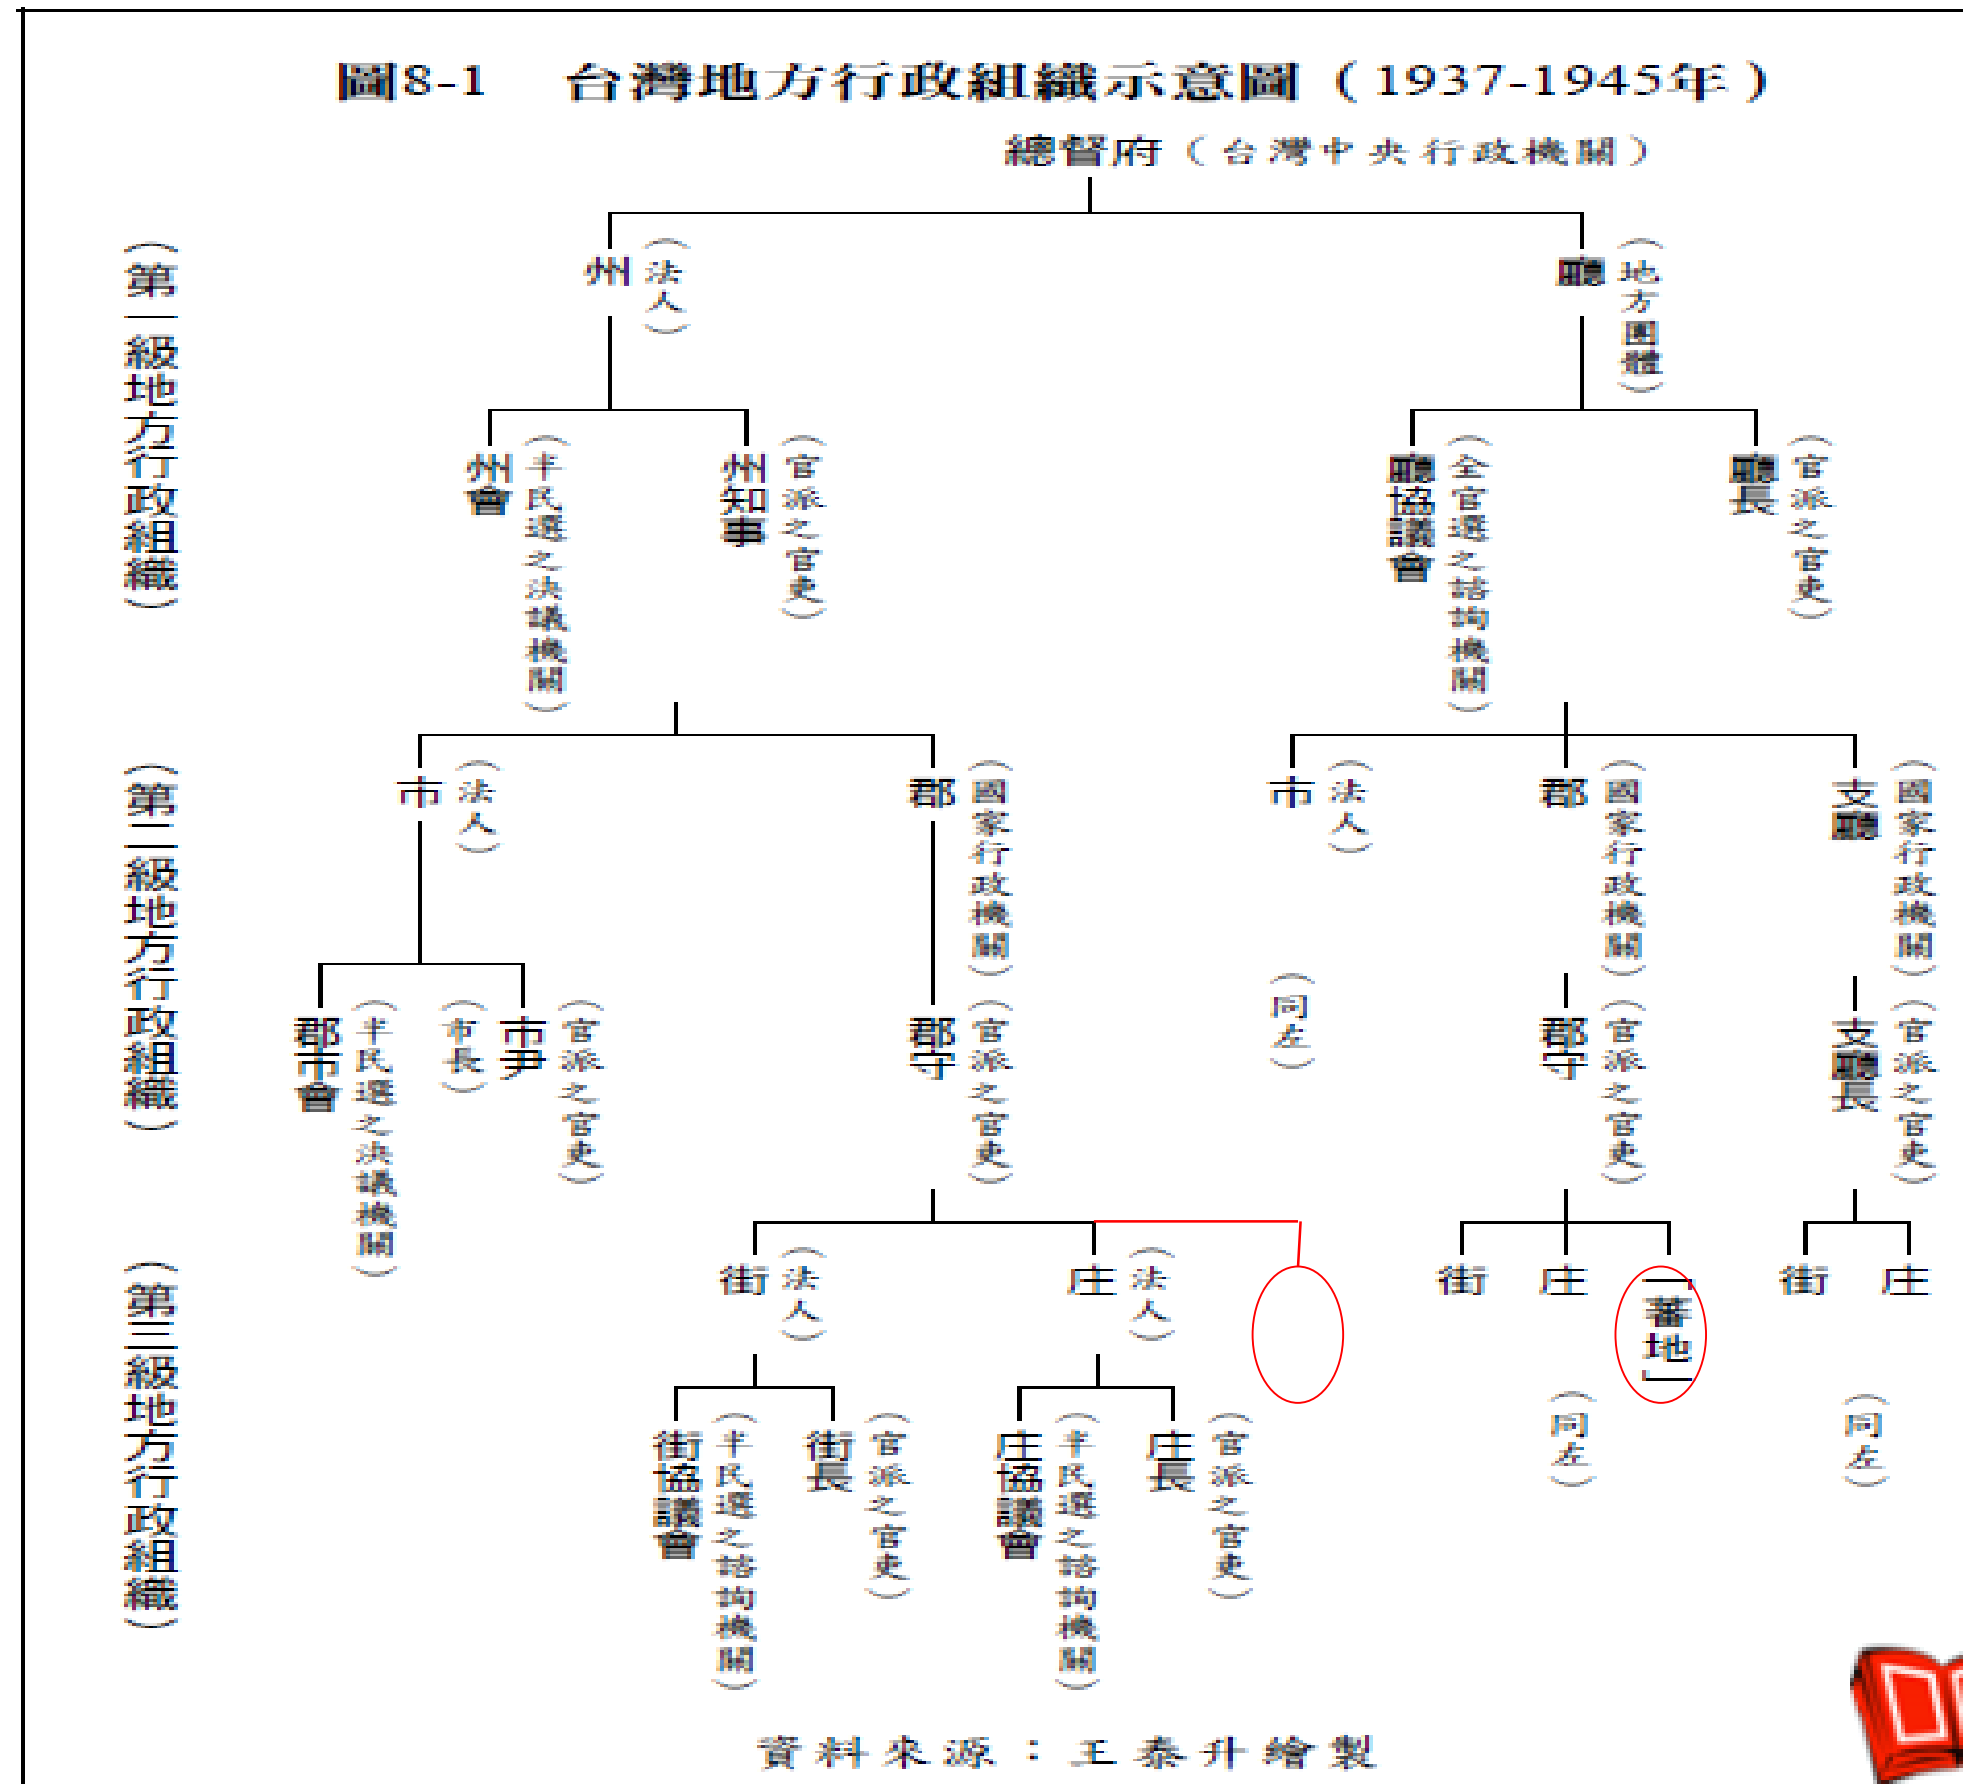 圖8-1 台灣地方行政組織示意圖（1937-1945年）
總督府（台灣中央行政機關）
（第一級地方行政組織）
州
（法人）
廳
（地方團體）
州會
（半民選之決議機關）
州知事
（官派之官吏）
廳協議會
（全官選之諮詢機關）
廳長
（官派之官吏）
（第二級地方行政組織）
市
（法人）
郡
（國家行政機關）
市
（法人）
郡
（國家行政機關）
支廳
（國家行政機關）
郡市會
（半民選之決議機關）
（市長）
市尹
（官派之官吏）
郡守
（官派之官吏）
（同左）
郡守
（官派之官吏）
支廳長
（官派之官吏）
（第三級地方行政組織）
街
（法人）
庄
（法人）
街
庄
「蕃地」
街
庄
街協議會
（半民選之諮詢機關）
街長
（官派之官吏）
庄協議會
（半民選之諮詢機關）
庄長
（官派之官吏）
（同左）
（同左）
資料來源：王泰升繪製